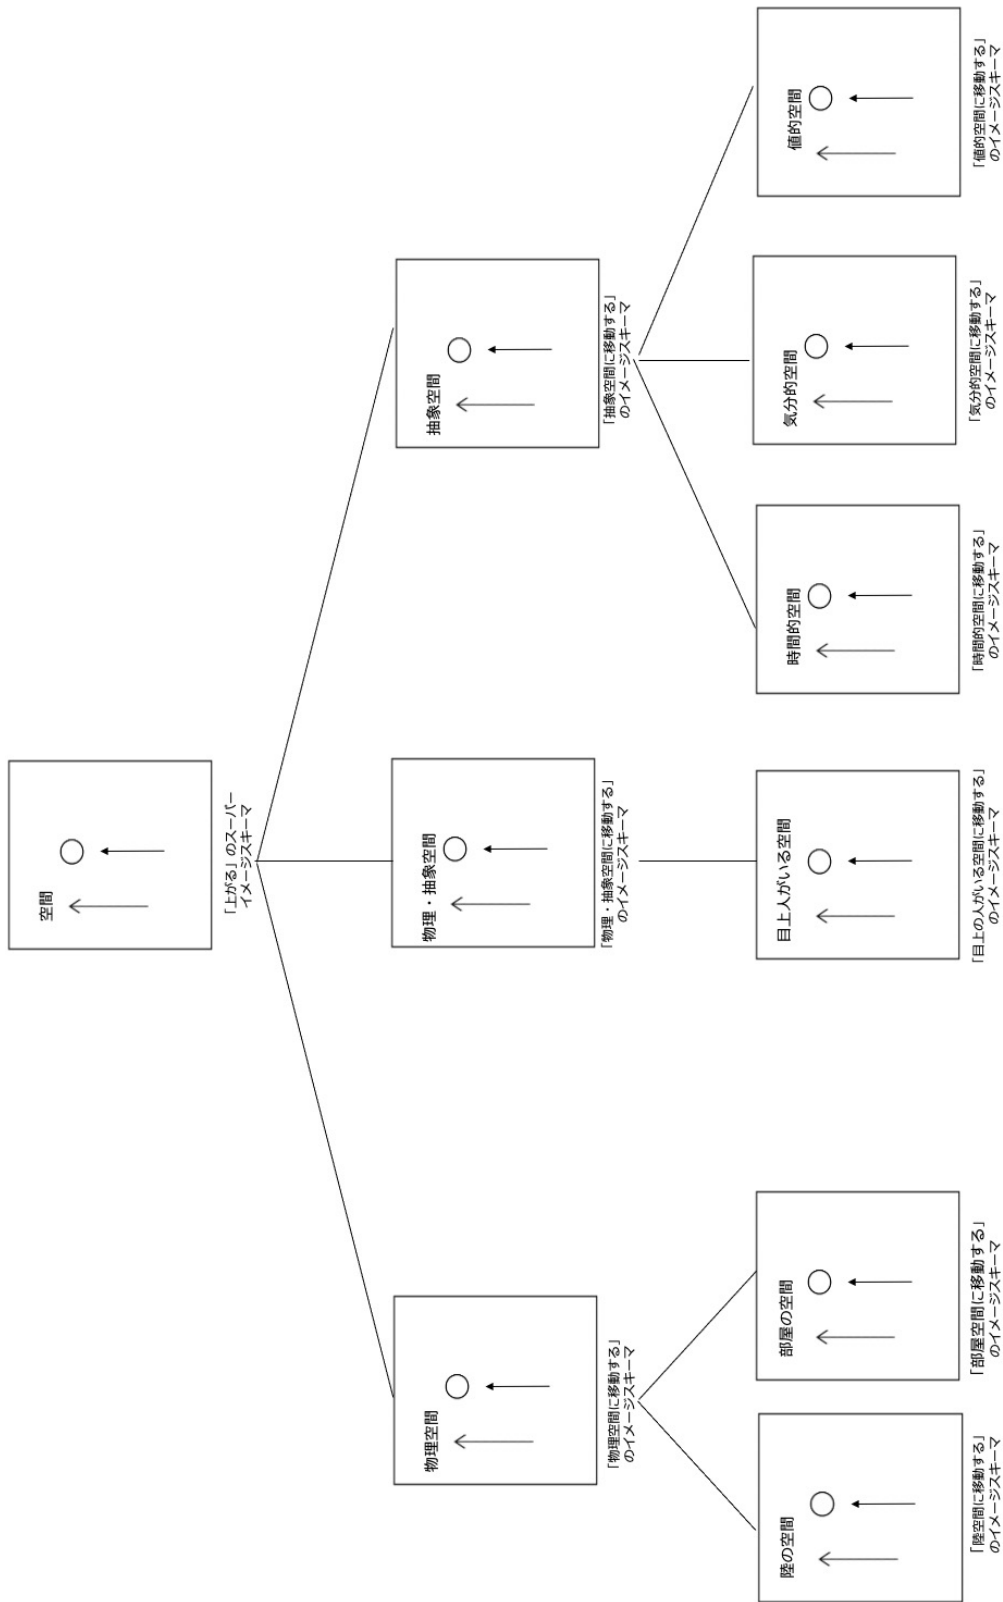 空間
「上がる」のスーパー
イメージスキーマ
物理空間
「物理空間に移動する」
のイメージスキーマ
物理・抽象空間
「物理・抽象空間に移動する」
のイメージスキーマ
抽象空間
「抽象空間に移動する」
のイメージスキーマ
陸の空間
「陸空間に移動する」
のイメージスキーマ
部屋の空間
「部屋空間に移動する」
のイメージスキーマ
目上人がいる空間
「目上の人がいる空間に移動する」
のイメージスキーマ
時間的空間
「時間的空間に移動する」
のイメージスキーマ
気分的空間
「気分的空間に移動する」
のイメージスキーマ
値的空間
「値的空間に移動する」
のイメージスキーマ